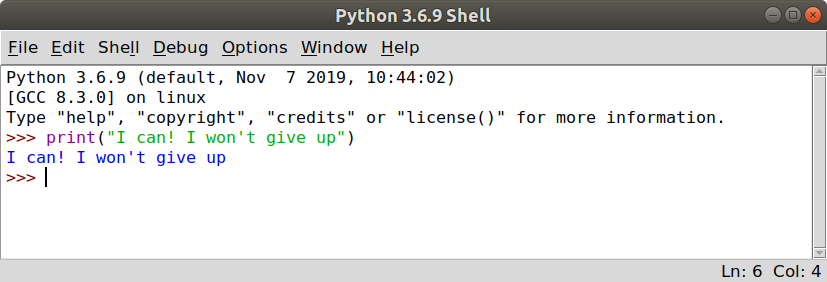 Python 3.6.9 Shell
File Edit Shell Debug Options Window Help
Python 3.6.9 (default, Nov  7 2019, 10:44:02)
[GCC 8.3.0] on linux
Type "help", "copyright", "credits" or "license()" for more information.
>>> print("I can! I won't give up")
I can! I won't give up
>>>
Ln: 6 Col: 4